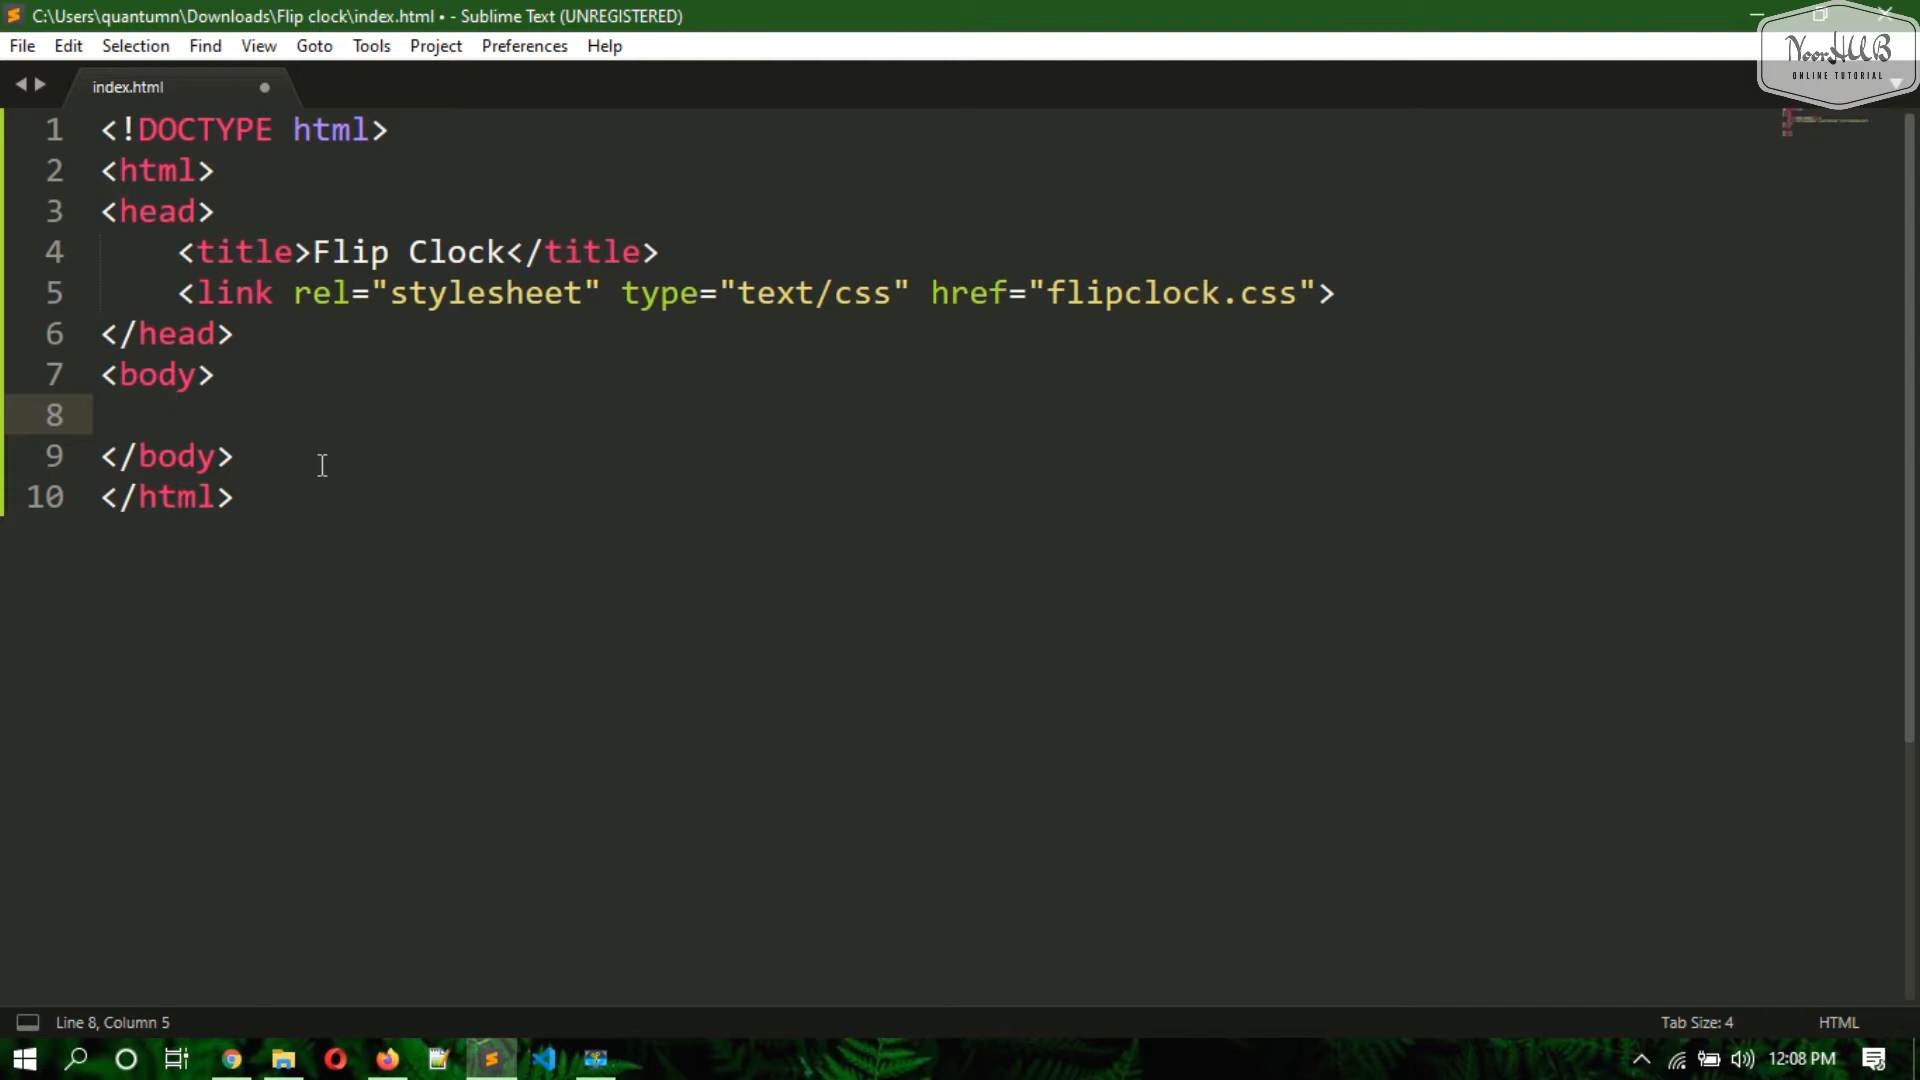 C:\Users\quantumn\Downloads\Flip clock\index.html • - Sublime Text (UNREGISTERED)
File Edit Selection Find View Goto Tools Project Preferences Help
NoorHUB
ONLINE TUTORIAL
index.html
1 <!DOCTYPE html>
2 <html>
3 <head>
4 <title>Flip Clock</title>
5 <link rel="stylesheet" type="text/css" href="flipclock.css">
6 </head>
7 <body>
8
9 </body>
10 </html>
Line 8, Column 5
Tab Size: 4
HTML
12:08 PM